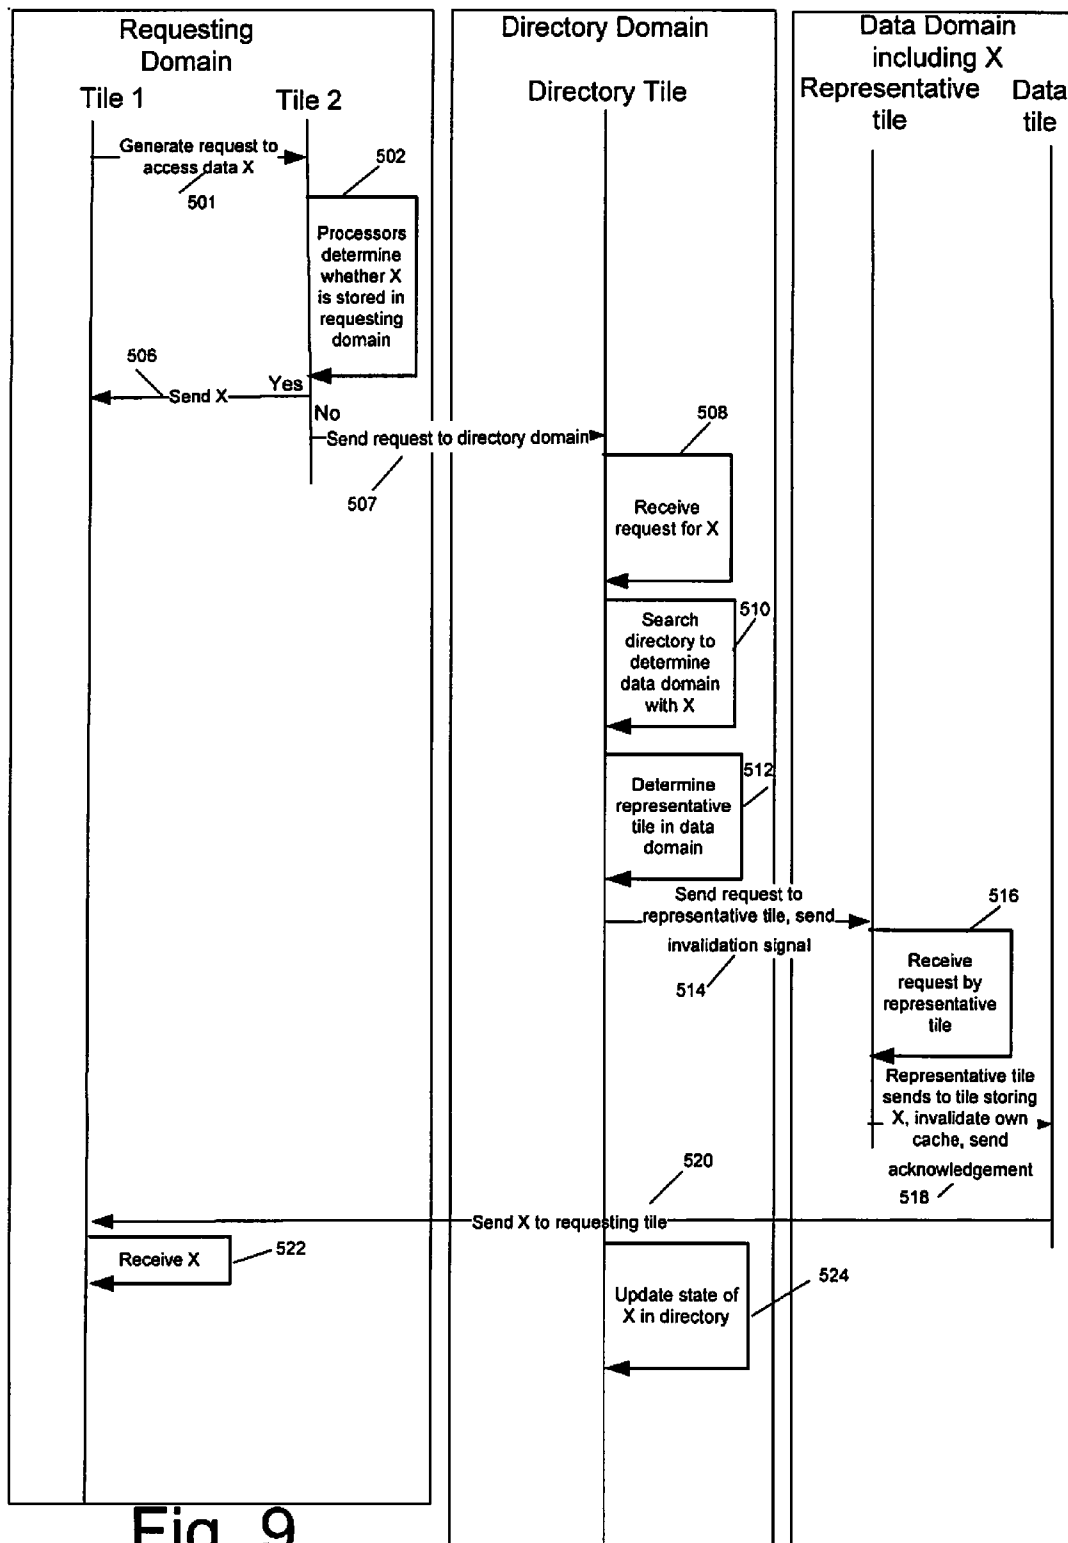 Requesting
Domain
Directory Domain
Data Domain
including X
Tile 1
Tile 2
Directory Tile
Representative
tile
Data
tile
Generate request to
access data X
501
502
Processors
determine
whether X
is stored in
requesting
domain
506
Send X
Yes
No
Send request to directory domain
507
508
Receive
request for X
510
Search
directory to
determine
data domain
with X
512
Determine
representative
tile in data
domain
Send request to
representative tile, send
invalidation signal
514
516
Receive
request by
representative
tile
Representative tile
sends to tile storing
X, invalidate own
cache, send
acknowledgement
518
520
Send X to requesting tile
Receive X
522
Update state of
X in directory
524
Fig. 9